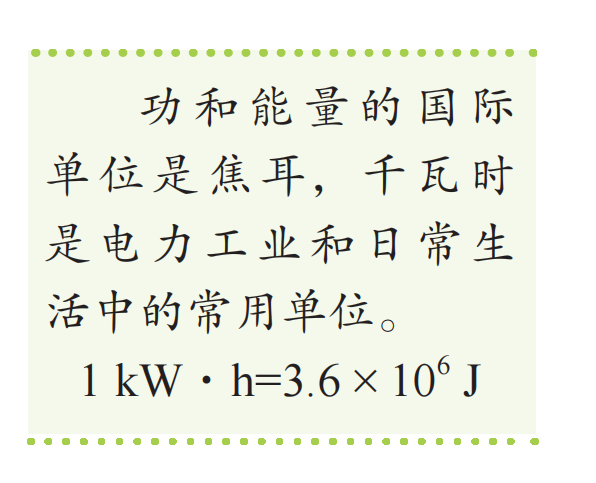 功和能量的国际
单位是焦耳，千瓦时
是电力工业和日常生
活中的常用单位。
1 kW·h=3.6×10⁶ J